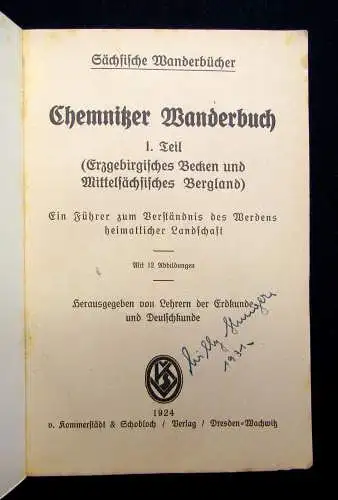 Sächsische Wanderbücher
Chemnitzer Wanderbuch
1. Teil
(Erzgebirgisches Becken und
Mittelsächsisches Bergland)
Ein Führer zum Verständnis des Werdens
heimatlicher Landschaft
Mit 12 Abbildungen
Herausgegeben von Lehrern der Erdkunde
und Deutschkunde
Willy
1931
1924
v. Kommerstädt & Schobloch / Verlag / Dresden-Wachwitz